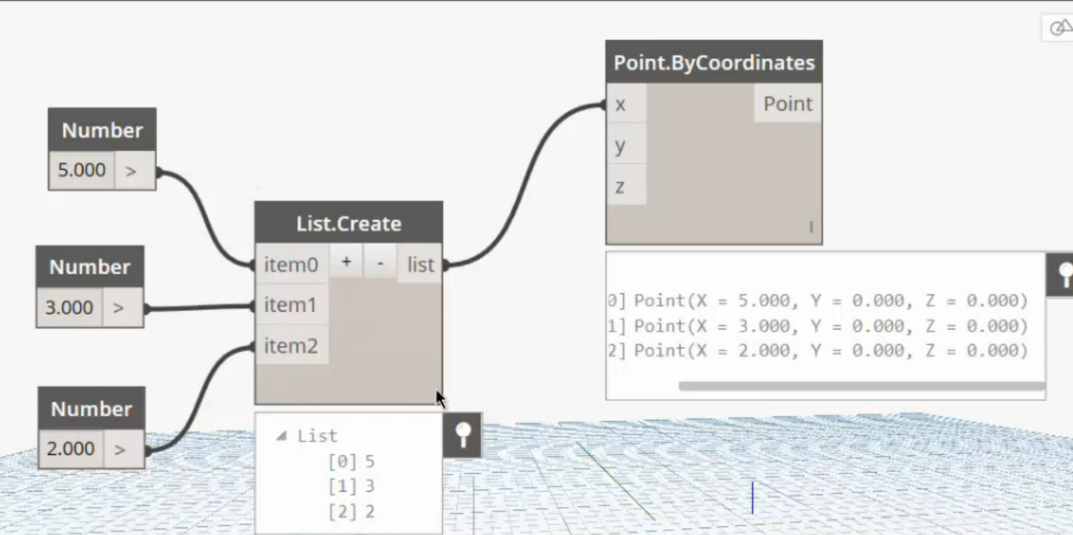 Number
5.000 >
Number
3.000 >
Number
2.000 >
List.Create
item0 + - list
item1
item2
List
[0] 5
[1] 3
[2] 2
Point.ByCoordinates
x Point
y
z
l
0] Point(X = 5.000, Y = 0.000, Z = 0.000)
1] Point(X = 3.000, Y = 0.000, Z = 0.000)
2] Point(X = 2.000, Y = 0.000, Z = 0.000)